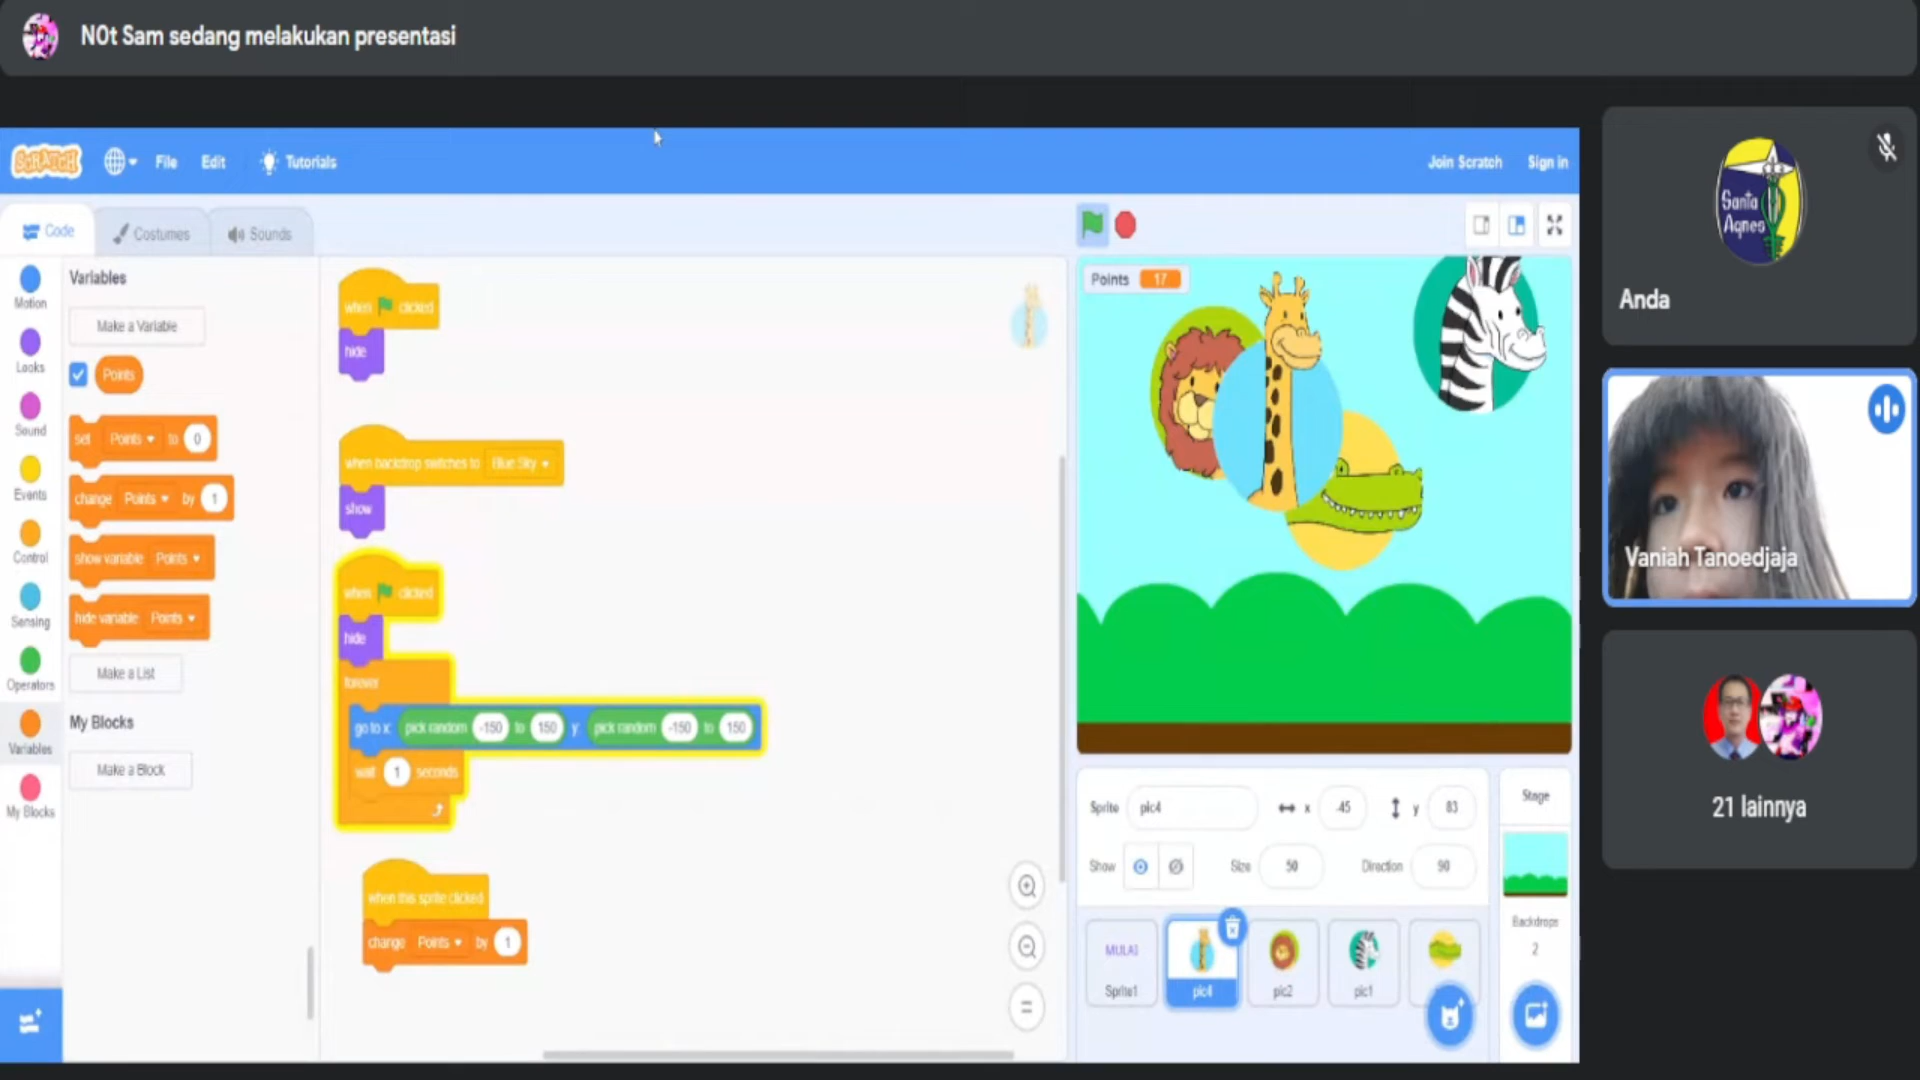 NOt Sam sedang melakukan presentasi
SCRATCH
File
Edit
Tutorials
Join Scratch
Sign in
Code
Costumes
Sounds
Motion
Looks
Sound
Events
Control
Sensing
Operators
Variables
My Blocks
Variables
Make a Variable
Points
set Points to 0
change Points by 1
show variable Points
hide variable Points
Make a List
My Blocks
Make a Block
when clicked
hide
when backdrop switches to Blue Sky
show
when clicked
hide
forever
go to x: pick random -150 to 150 y: pick random -150 to 150
wait 1 seconds
when this sprite clicked
change Points by 1
Points 17
Sprite pic4 x 45 y 83
Show Size 50 Direction 90
MULAI
Sprite1
pic4
pic2
pic1
Stage
Backdrops
2
Santa
Agnes
Anda
Vaniah Tanoedjaja
21 lainnya